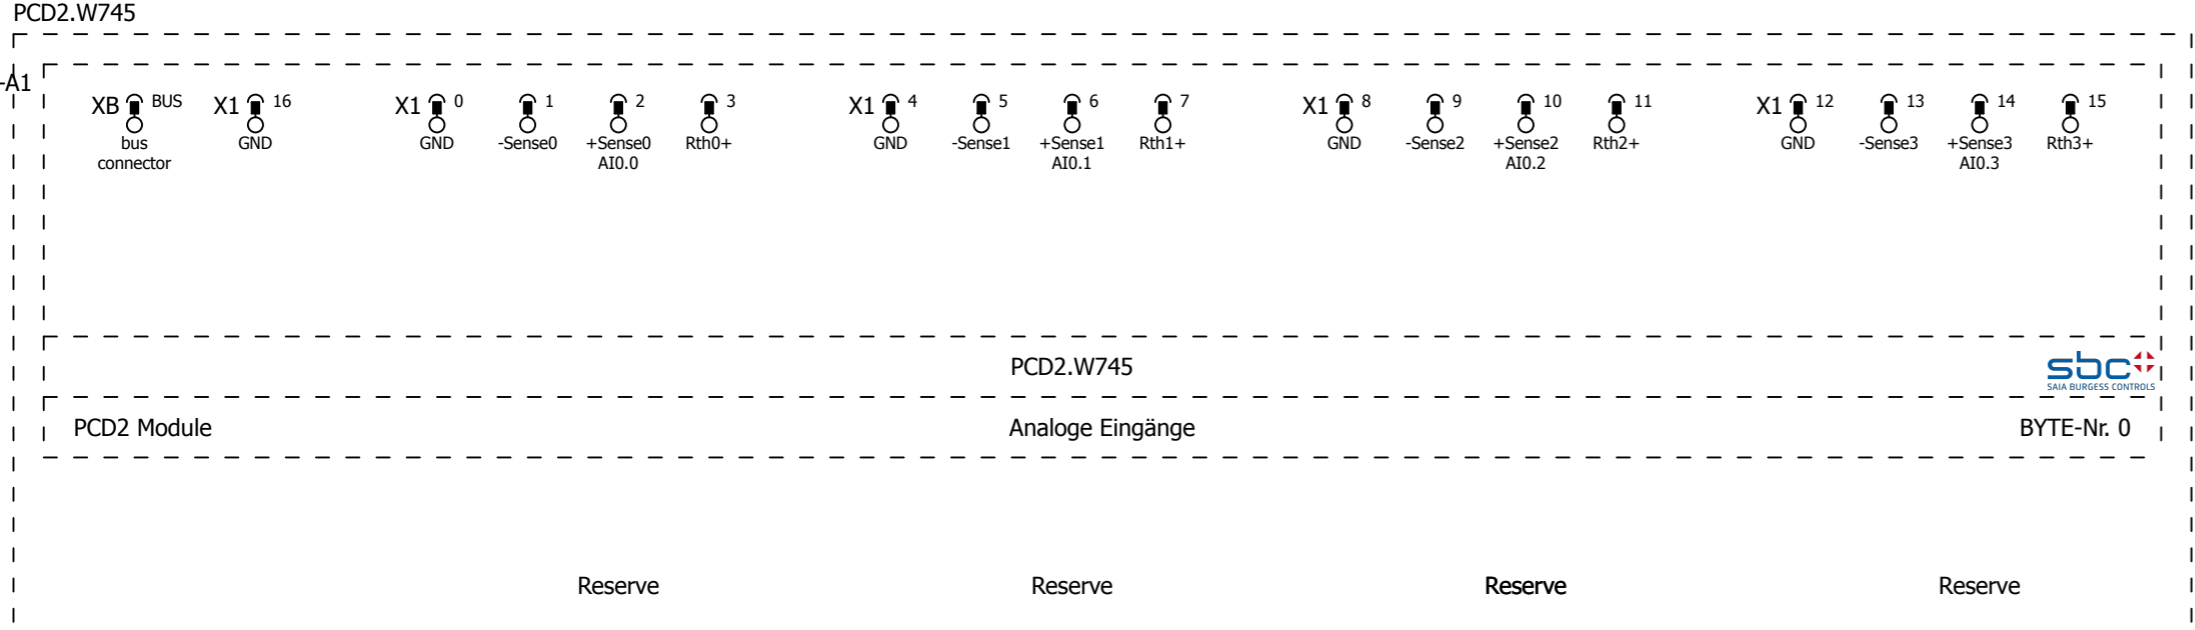 PCD2.W745
-A1
XB BUS X1 16 X1 0 1 2 3 X1 4 5 6 7 X1 8 9 10 11 X1 12 13 14 15
bus GND GND -Sense0 +Sense0 Rth0+ GND -Sense1 +Sense1 Rth1+ GND -Sense2 +Sense2 Rth2+ GND -Sense3 +Sense3 Rth3+
connector AI0.0 AI0.1 AI0.2 AI0.3
PCD2.W745 sbc
SAIA BURGESS CONTROLS
PCD2 Module Analoge Eingänge BYTE-Nr. 0
Reserve Reserve Reserve Reserve